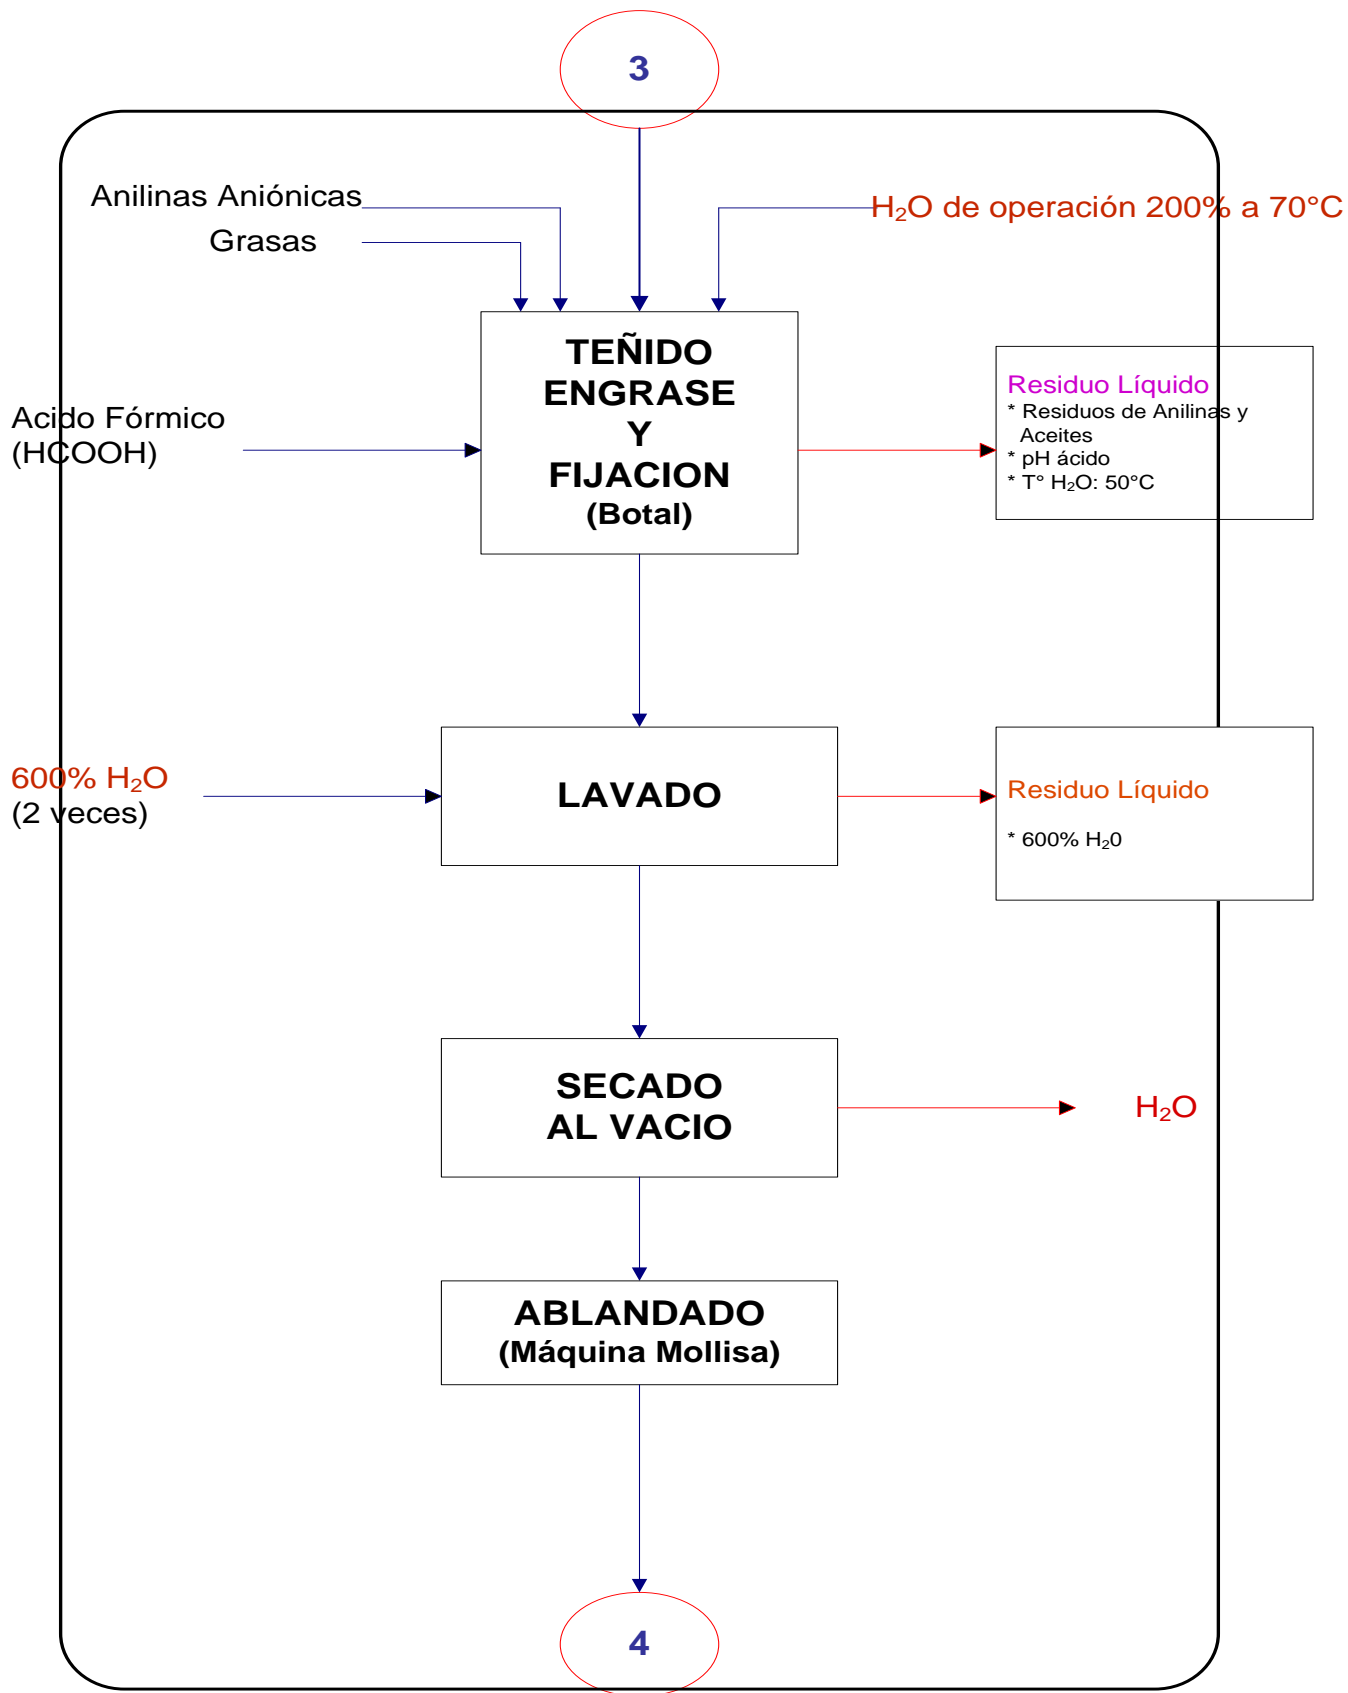 3
Anilinas Aniónicas
Grasas
H₂O de operación 200% a 70°C
TEÑIDO
ENGRASE
Y
FIJACION
(Botal)
Acido Fórmico
(HCOOH)
Residuo Líquido
* Residuos de Anilinas y
Aceites
* pH ácido
* T° H₂O: 50°C
600% H₂O
(2 veces)
LAVADO
Residuo Líquido
* 600% H₂0
SECADO
AL VACIO
H₂O
ABLANDADO
(Máquina Mollisa)
4